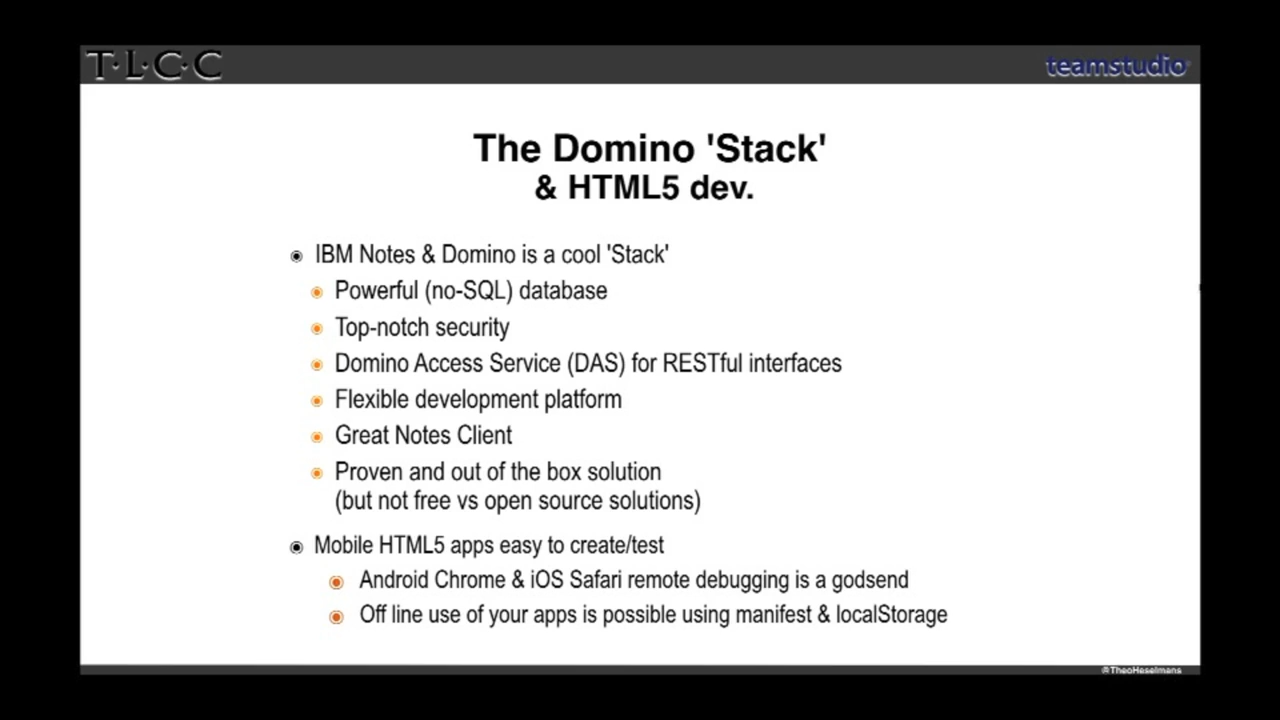 T·L·C·C
teamstudio
The Domino 'Stack'
& HTML5 dev.
IBM Notes & Domino is a cool 'Stack'
Powerful (no-SQL) database
Top-notch security
Domino Access Service (DAS) for RESTful interfaces
Flexible development platform
Great Notes Client
Proven and out of the box solution
(but not free vs open source solutions)
Mobile HTML5 apps easy to create/test
Android Chrome & iOS Safari remote debugging is a godsend
Off line use of your apps is possible using manifest & localStorage
@TheoHeselmans